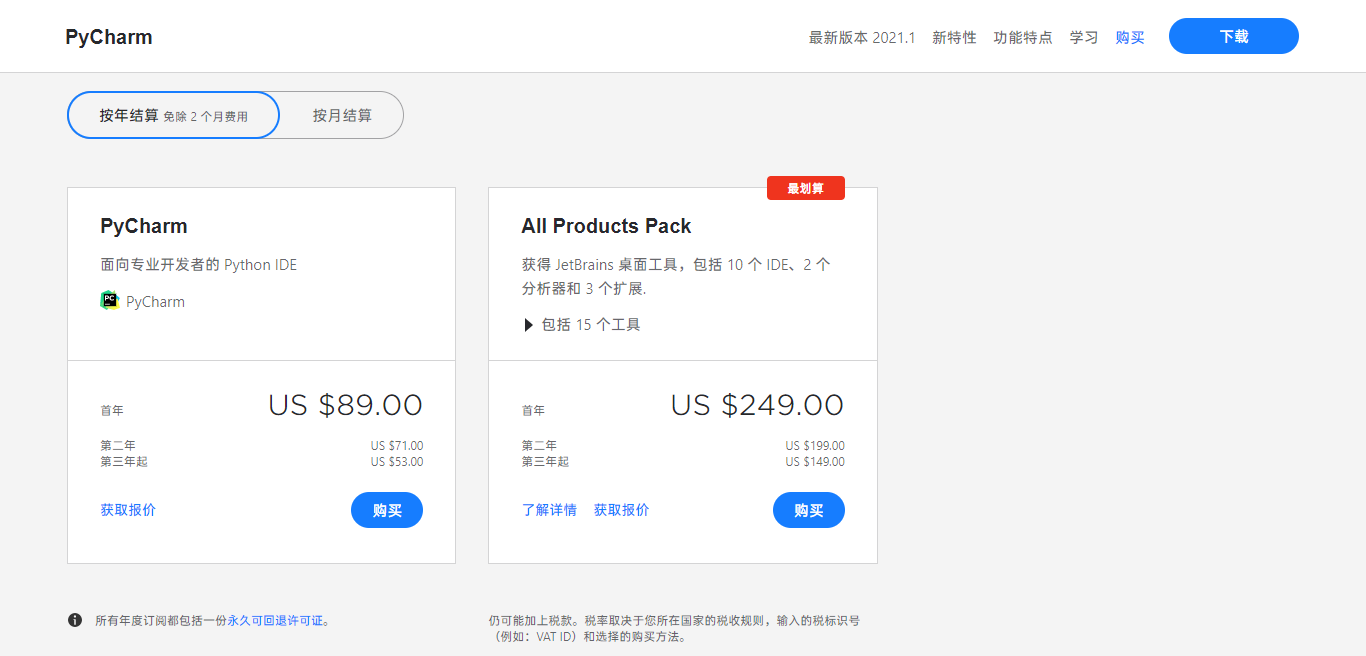 PyCharm
最新版本 2021.1 新特性 功能特点 学习 购买 下载
按年结算 免除 2 个月费用 按月结算
PyCharm
面向专业开发者的 Python IDE
PC PyCharm
US $89.00
首年
第二年 US $71.00
第三年起 US $53.00
获取报价 购买
最划算
All Products Pack
获得 JetBrains 桌面工具，包括 10 个 IDE、2 个
分析器和 3 个扩展.
包括 15 个工具
US $249.00
首年
第二年 US $199.00
第三年起 US $149.00
了解详情 获取报价 购买
所有年度订阅都包括一份永久可回退许可证。
仍可能加上税款。税率取决于您所在国家的税收规则，输入的税标识号
（例如：VAT ID）和选择的购买方法。